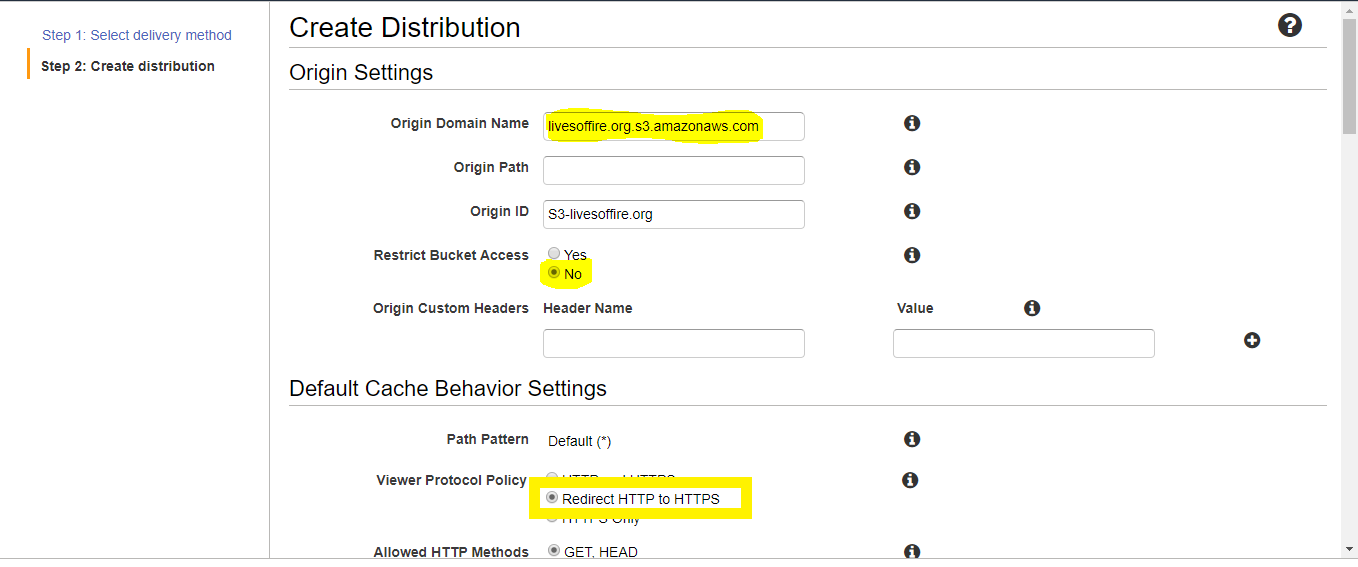 Step 1: Select delivery method
Step 2: Create distribution
Create Distribution
Origin Settings
Origin Domain Name livesoffire.org.s3.amazonaws.com
Origin Path
Origin ID S3-livesoffire.org
Restrict Bucket Access Yes
No
Origin Custom Headers Header Name Value
Default Cache Behavior Settings
Path Pattern Default (*)
Viewer Protocol Policy
Redirect HTTP to HTTPS
HTTPS Only
Allowed HTTP Methods GET, HEAD